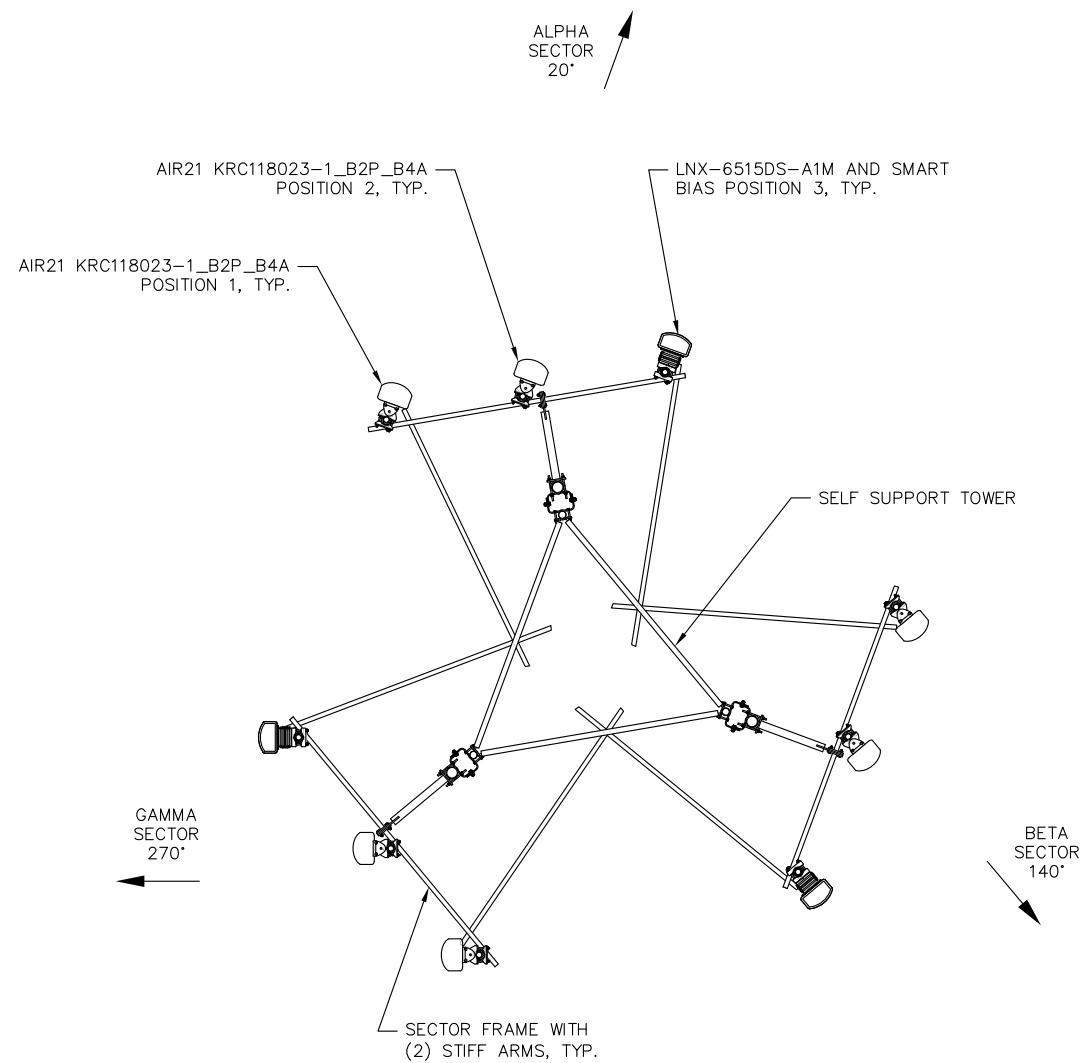 ALPHA
SECTOR
20°
AIR21 KRC118023-1_B2P_B4A
POSITION 2, TYP.
LNX-6515DS-A1M AND SMART
BIAS POSITION 3, TYP.
AIR21 KRC118023-1_B2P_B4A
POSITION 1, TYP.
SELF SUPPORT TOWER
GAMMA
SECTOR
270°
BETA
SECTOR
140°
SECTOR FRAME WITH
(2) STIFF ARMS, TYP.